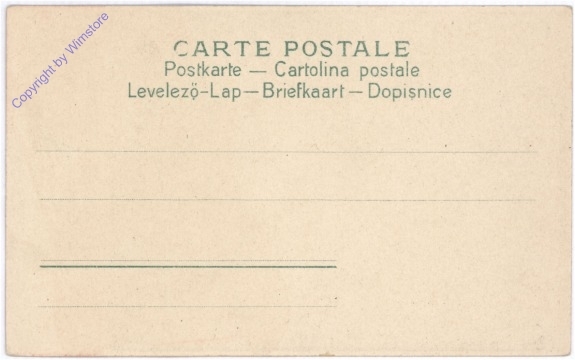 Copyright by Wimstore
CARTE POSTALE
Postkarte — Cartolina postale
Levelező-Lap — Briefkaart — Dopisnice